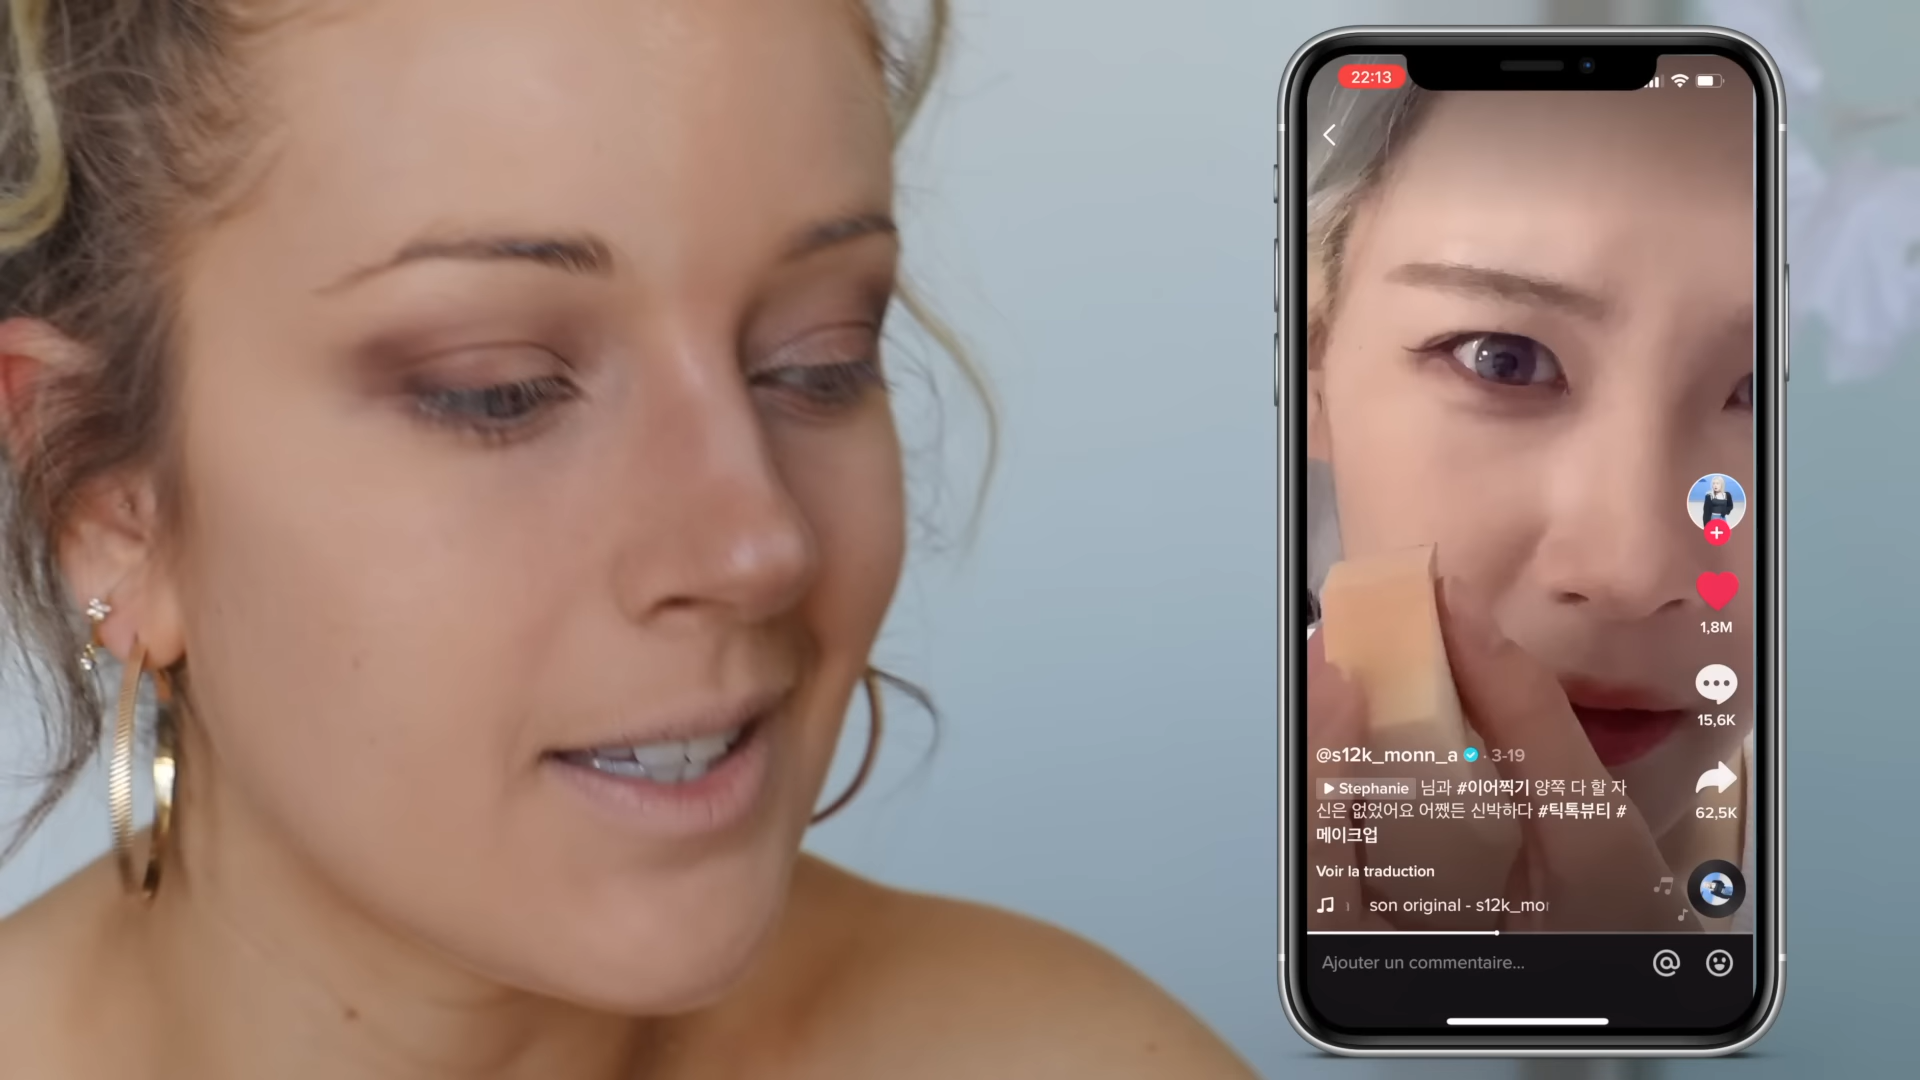 22:13
1,8M
15,6K
@s12k_monn_a · 3-19
Stephanie 님과 #이어찍기 양쪽 다 할 자
신은 없었어요 어쨌든 신박하다 #틱톡뷰티 #
메이크업
62,5K
Voir la traduction
son original - s12k_mo
Ajouter un commentaire...